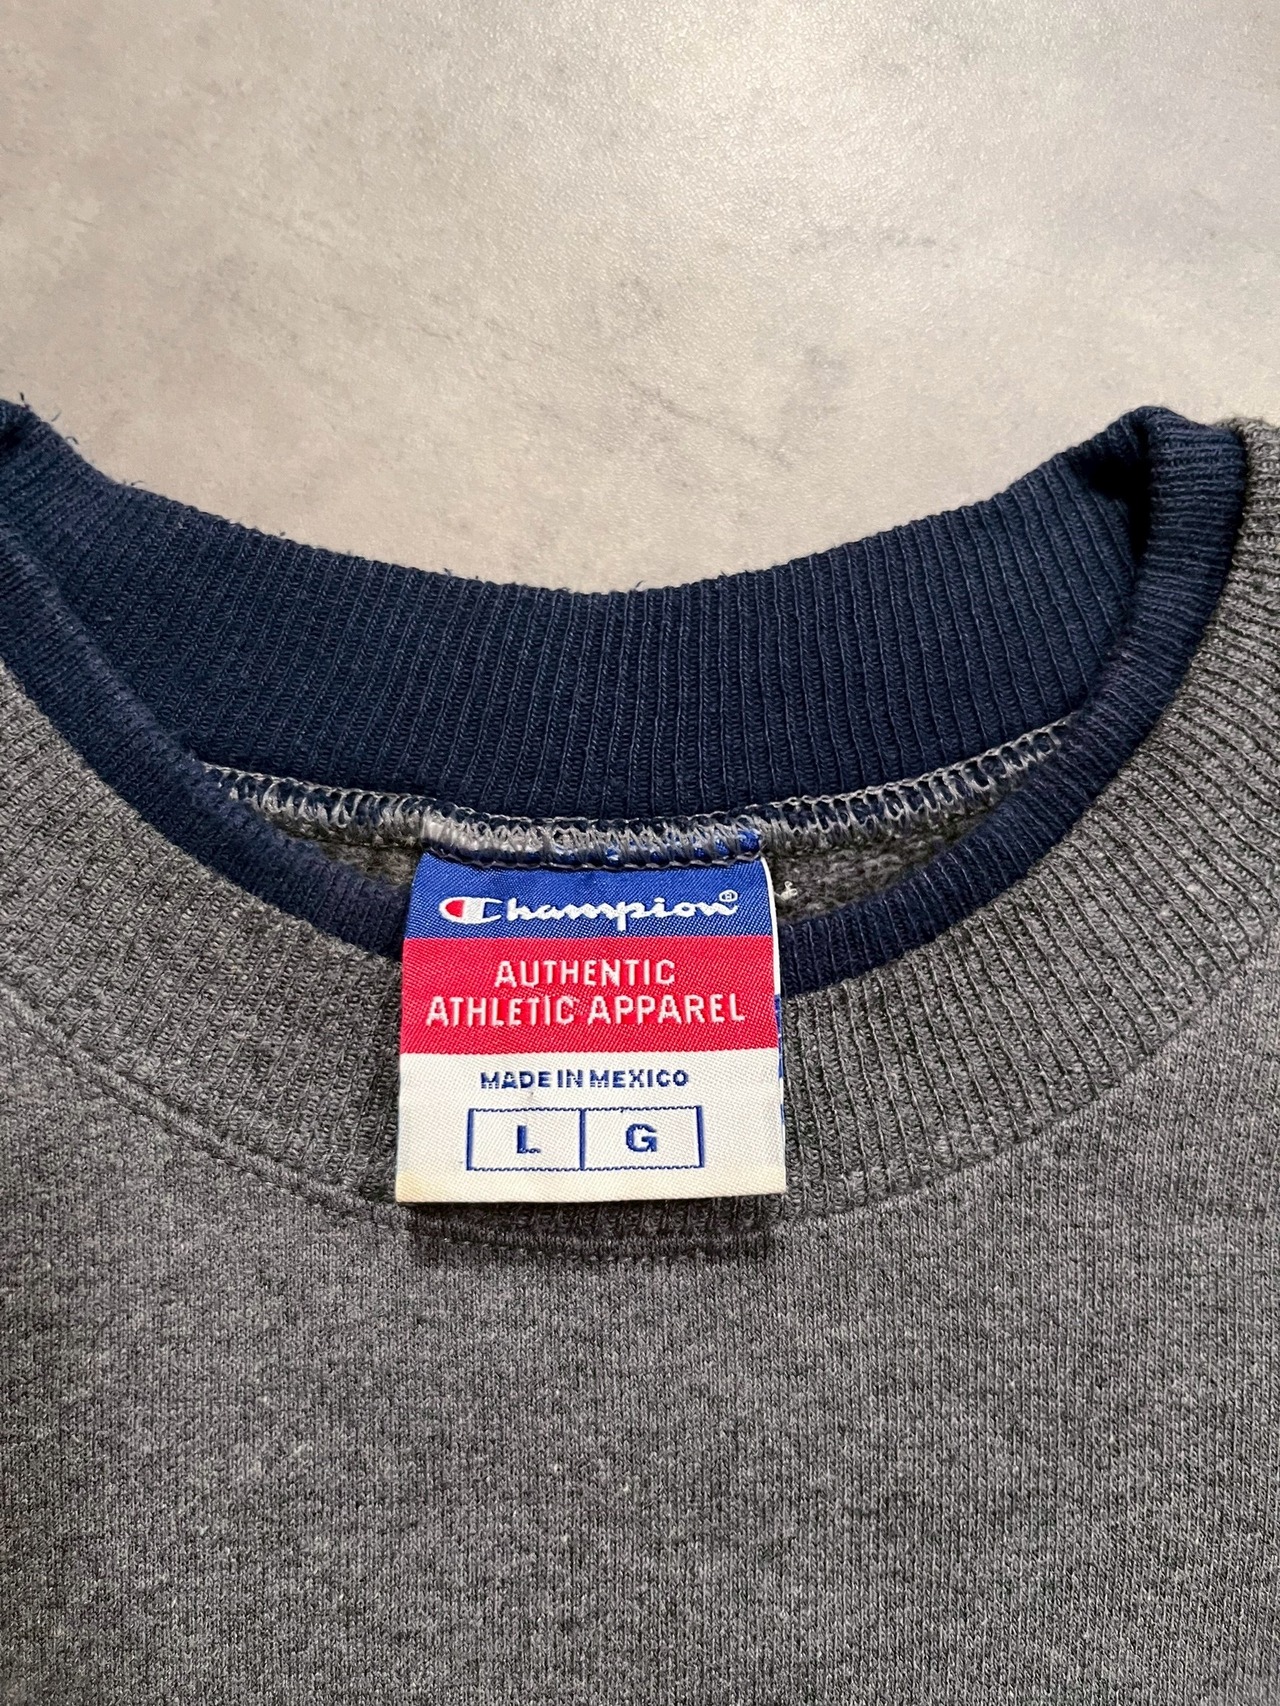 Champion®
AUTHENTIC
ATHLETIC APPAREL
MADE IN MEXICO
L G